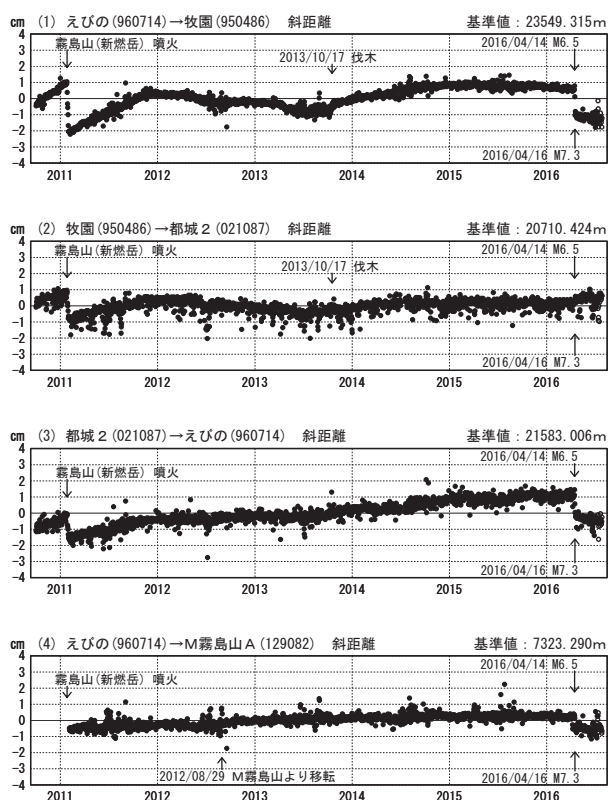 cm (1) えびの(960714)→牧園(950486) 斜距離 基準値：23549.315m
4
3
2
1
0
-1
-2
-3
-4
霧島山(新燃岳) 噴火
2013/10/17 伐木
2016/04/14 M6.5
2016/04/16 M7.3
2011 2012 2013 2014 2015 2016
cm (2) 牧園(950486)→都城２(021087) 斜距離 基準値：20710.424m
4
3
2
1
0
-1
-2
-3
-4
霧島山(新燃岳) 噴火
2013/10/17 伐木
2016/04/14 M6.5
2016/04/16 M7.3
2011 2012 2013 2014 2015 2016
cm (3) 都城２(021087)→えびの(960714) 斜距離 基準値：21583.006m
4
3
2
1
0
-1
-2
-3
-4
霧島山(新燃岳) 噴火
2016/04/14 M6.5
2016/04/16 M7.3
2011 2012 2013 2014 2015 2016
cm (4) えびの(960714)→Ｍ霧島山Ａ(129082) 斜距離 基準値：7323.290m
4
3
2
1
0
-1
-2
-3
-4
霧島山(新燃岳) 噴火
2016/04/14 M6.5
2012/08/29 Ｍ霧島山より移転
2016/04/16 M7.3
2011 2012 2013 2014 2015 2016